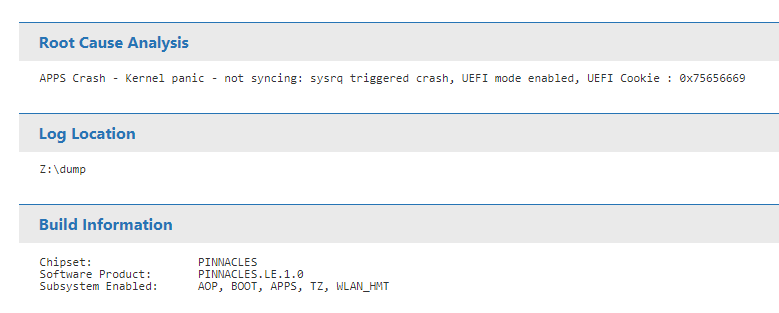 Root Cause Analysis
APPS Crash - Kernel panic - not syncing: sysrq triggered crash, UEFI mode enabled, UEFI Cookie : 0x75656669
Log Location
Z:\dump
Build Information
Chipset: PINNACLES
Software Product: PINNACLES.LE.1.0
Subsystem Enabled: AOP, BOOT, APPS, TZ, WLAN_HMT